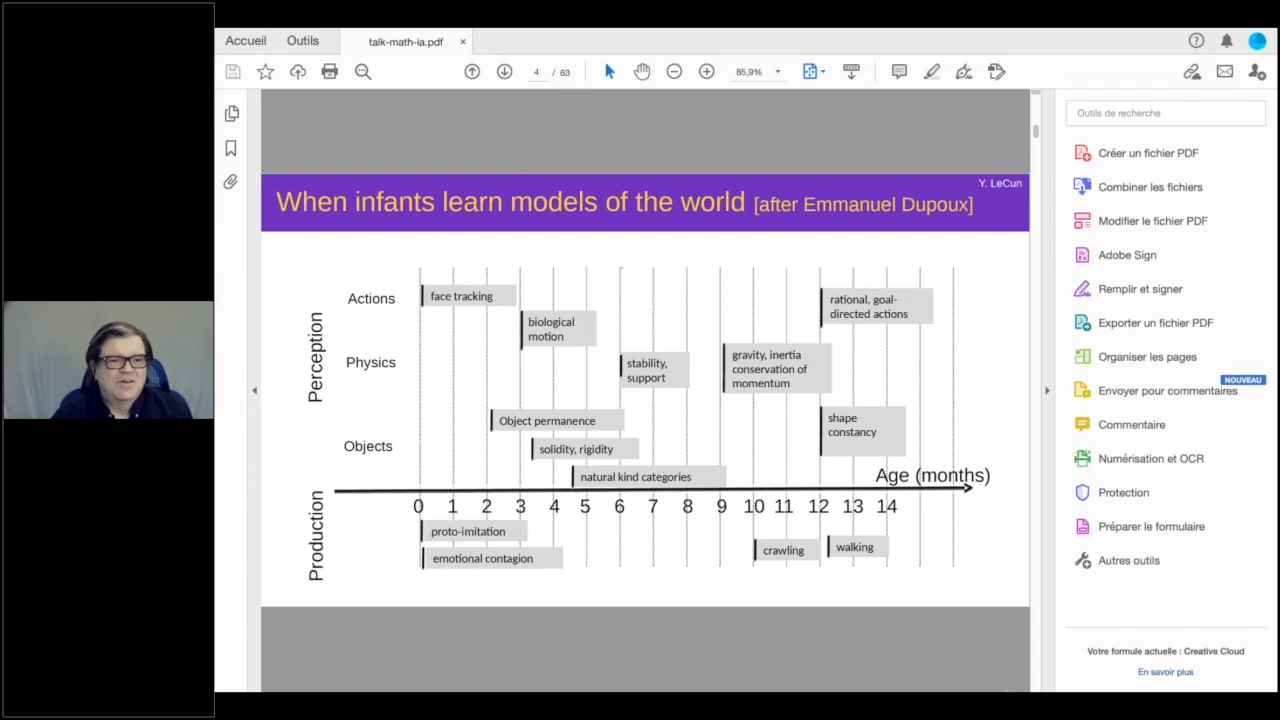 Accueil
Outils
talk-math-ia.pdf
×
4 / 63
85,9%
Outils de recherche
Créer un fichier PDF
Combiner les fichiers
Modifier le fichier PDF
Adobe Sign
Remplir et signer
Exporter un fichier PDF
Organiser les pages
NOUVEAU
Envoyer pour commentaires
Commentaire
Numérisation et OCR
Protection
Préparer le formulaire
Autres outils
Votre formule actuelle : Creative Cloud
En savoir plus
Y. LeCun
When infants learn models of the world [after Emmanuel Dupoux]
Perception
Actions
face tracking
biological
motion
rational, goal-
directed actions
Physics
stability,
support
gravity, inertia
conservation of
momentum
Objects
Object permanence
solidity, rigidity
natural kind categories
shape
constancy
Age (months)
0 1 2 3 4 5 6 7 8 9 10 11 12 13 14
Production
proto-imitation
emotional contagion
crawling
walking